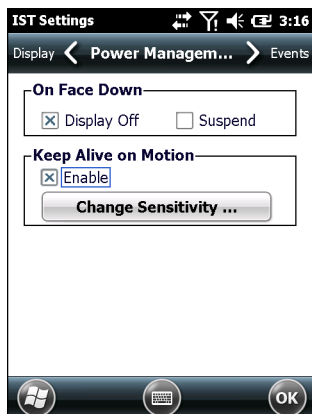 IST Settings 3:16
Display Power Managem... Events
On Face Down
Display Off Suspend
Keep Alive on Motion
Enable
Change Sensitivity ...
OK